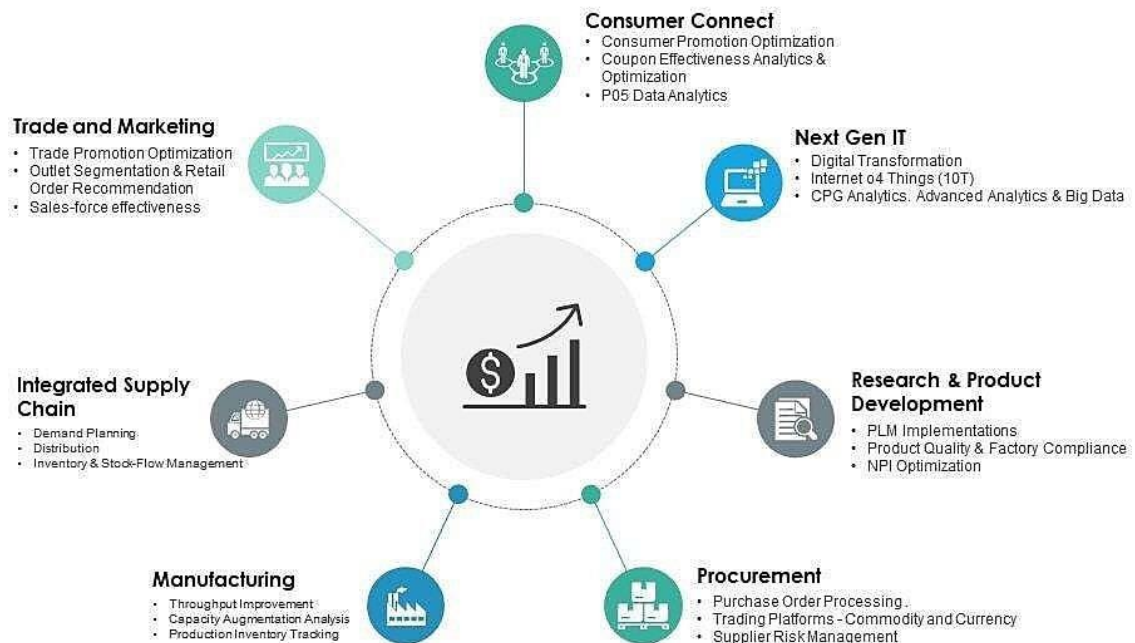 Consumer Connect
• Consumer Promotion Optimization
• Coupon Effectiveness Analytics &
Optimization
• P05 Data Analytics
Next Gen IT
• Digital Transformation
• Internet o4 Things (10T)
• CPG Analytics. Advanced Analytics & Big Data
Research & Product
Development
• PLM Implementations
• Product Quality & Factory Compliance
• NPI Optimization
Procurement
• Purchase Order Processing .
• Trading Platforms - Commodity and Currency
• Supplier Risk Management
Manufacturing
• Throughput Improvement
• Capacity Augmentation Analysis
• Production Inventory Tracking
Integrated Supply
Chain
• Demand Planning
• Distribution
• Inventory & Stock-Flow Management
Trade and Marketing
• Trade Promotion Optimization
• Outlet Segmentation & Retail
Order Recommendation
• Sales-force effectiveness
$